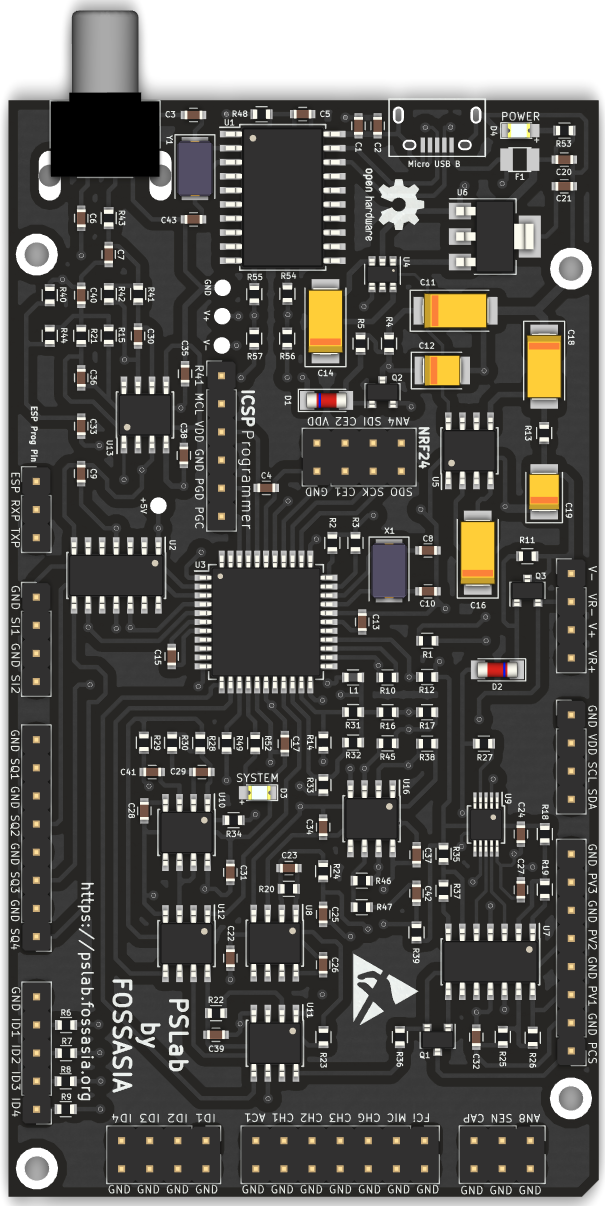 C3
R48
C5
U1
C1
C2
Micro USB B
POWER
D4
+
R53
F1
C20
C21
Y1
C43
open hardware
U6
C6
R43
C7
U4
GND
V+
V-
R55
R54
R57
R56
C14
R40
C40
R42
R41
R44
R21
R15
C30
C11
C12
R5
R4
C18
C35
C36
C33
C9
U13
C38
R41 MCL VDD GND PGD PGC
ICSP Programmer
D1
Q2
AN4 SDI CE2 VDD
NRF24
SDO SCK CE1 GND
U5
R13
C19
ESP Prog Pin
ESP RXP TXP
+5V
C4
U2
R2
R3
X1
C8
C10
C16
R11
Q3
V- VR- V+ VR+
U3
C13
C15
GND SI1 GND SI2
R1
D2
L1
R10
R12
R31
R16
R17
R32
R45
R38
R27
GND VDD SCL SDA
R29
R30
R28
R49
R52
C17
R14
C41
C29
SYSTEM
+
D3
R33
GND SQ1 GND SQ2 GND SQ3 GND SQ4
C28
U10
R34
C34
U16
U9
C24
R18
C31
C23
R20
R24
R46
R47
C37
R35
C42
R37
C27
R19
GND PV3 GND PV2 GND PV1 GND PCS
U12
C22
U8
C25
C26
R39
U7
https://pslab.fossasia.org
FOSSASIA
by
PSLab
GND ID1 ID2 ID3 ID4
R6
R7
R8
R9
R22
C39
U11
R23
R36
Q1
C32
R25
R26
ID4 ID3 ID2 ID1
GND GND GND GND
AC1 CH1 CH2 CH3 CHG MIC FCI
GND GND GND GND GND GND GND
CAP SEN AN8
GND GND GND